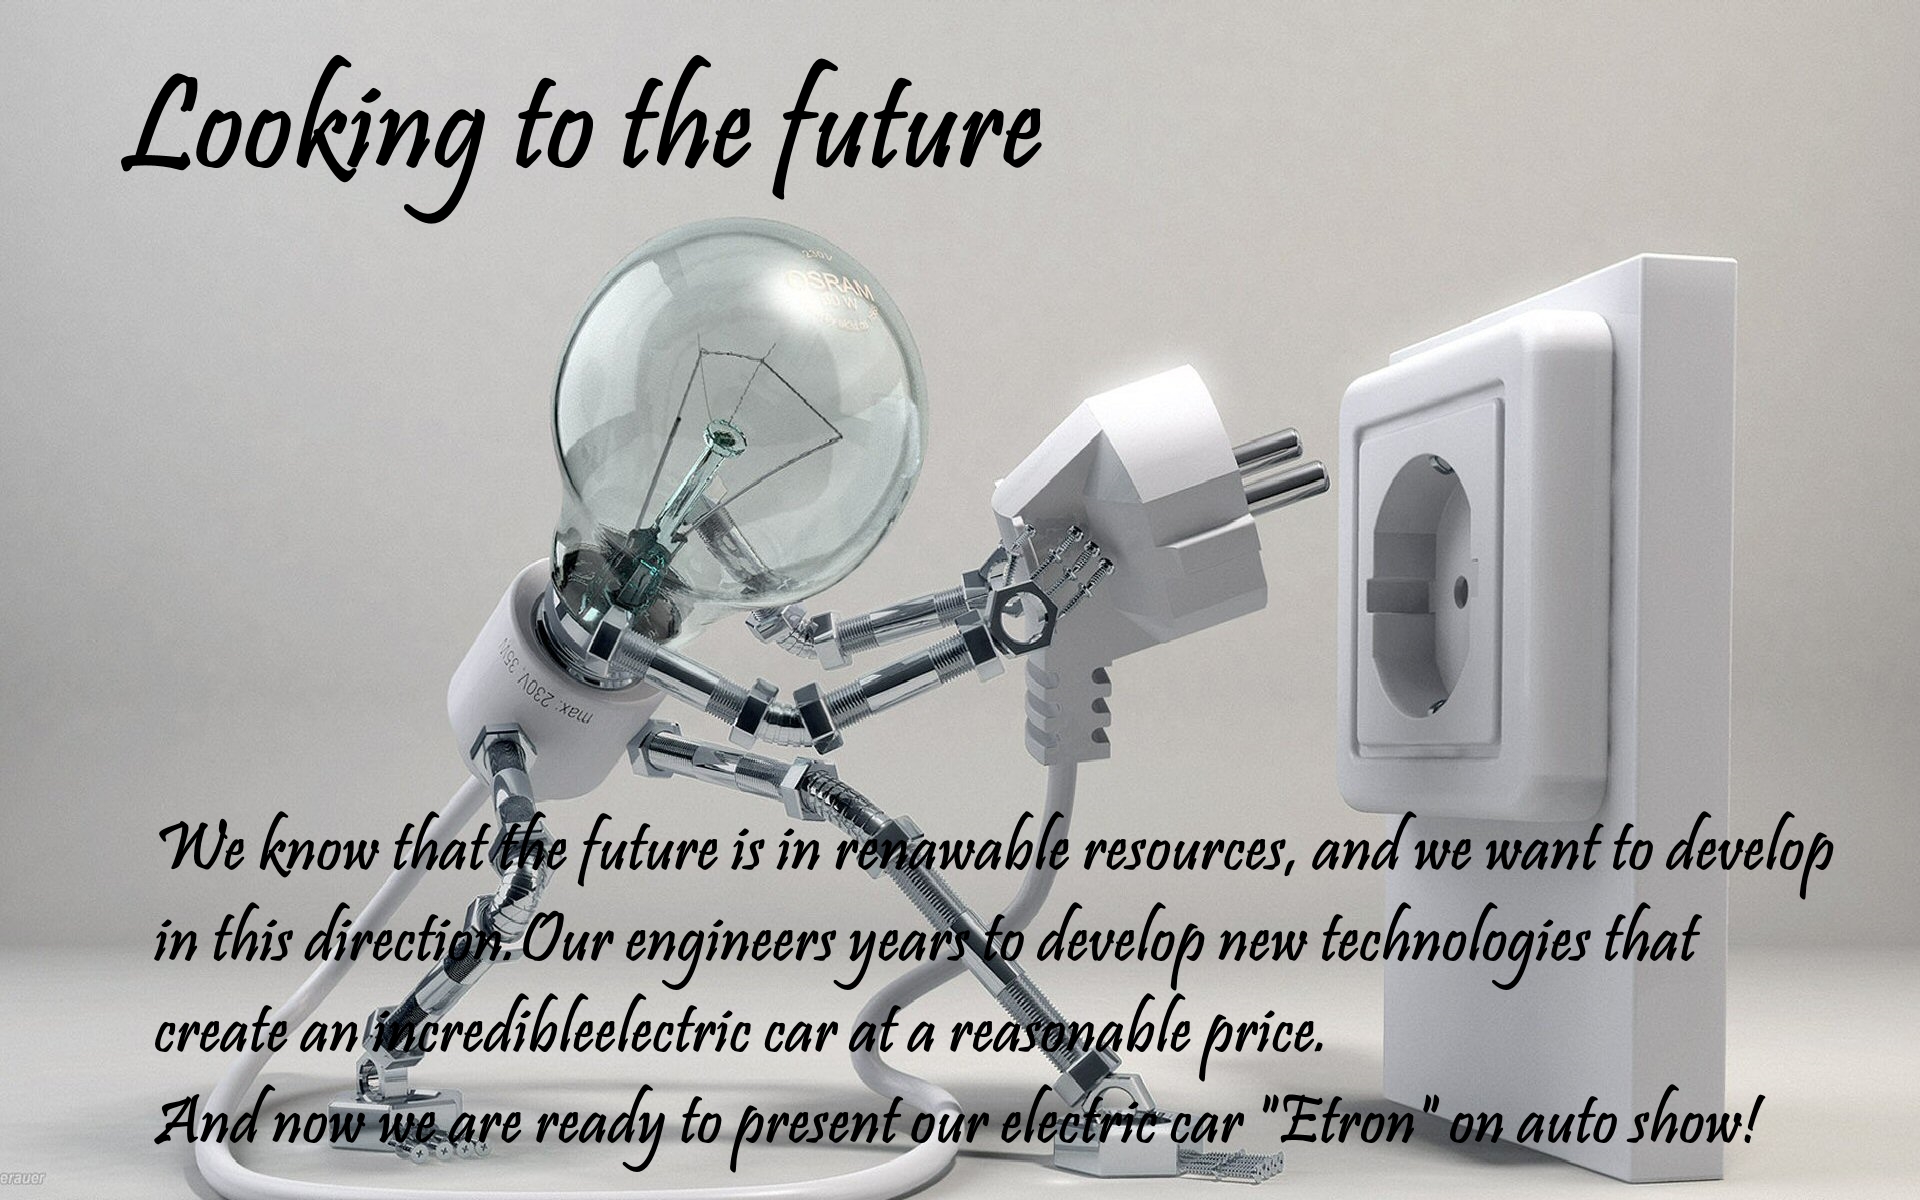 Looking to the future
230V
OSRAM
max: 230V, 35W
We know that the future is in renawable resources, and we want to develop
in this direction.Our engineers years to develop new technologies that
create an incredibleelectric car at a reasonable price.
And now we are ready to present our electric car "Etron" on auto show!
erauer